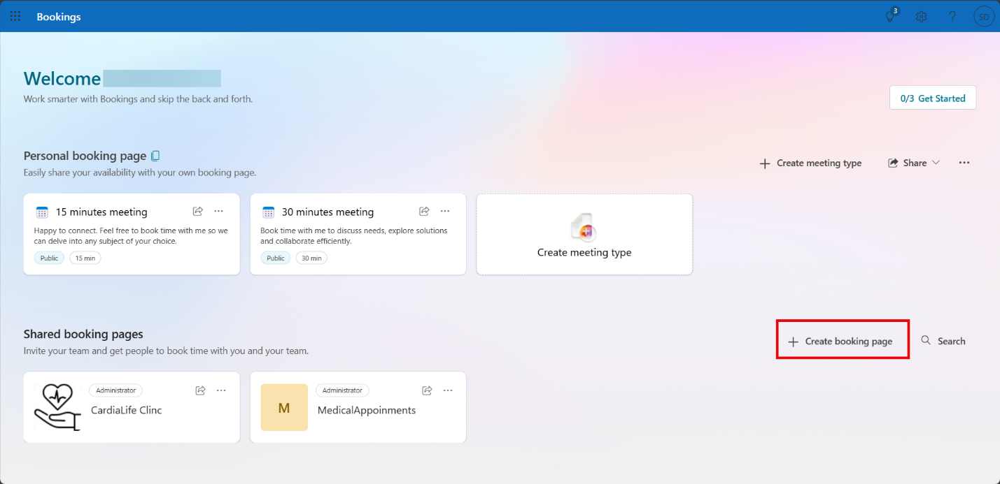 Bookings
3
SD
Welcome
Work smarter with Bookings and skip the back and forth.
0/3 Get Started
Personal booking page
Easily share your availability with your own booking page.
Create meeting type
Share
15 minutes meeting
Happy to connect. Feel free to book time with me so we
can delve into any subject of your choice.
Public
15 min
30 minutes meeting
Book time with me to discuss needs, explore solutions
and collaborate efficiently.
Public
30 min
Create meeting type
Shared booking pages
Invite your team and get people to book time with you and your team.
Create booking page
Search
Administrator
CardiaLife Clinc
M
Administrator
MedicalAppoinments